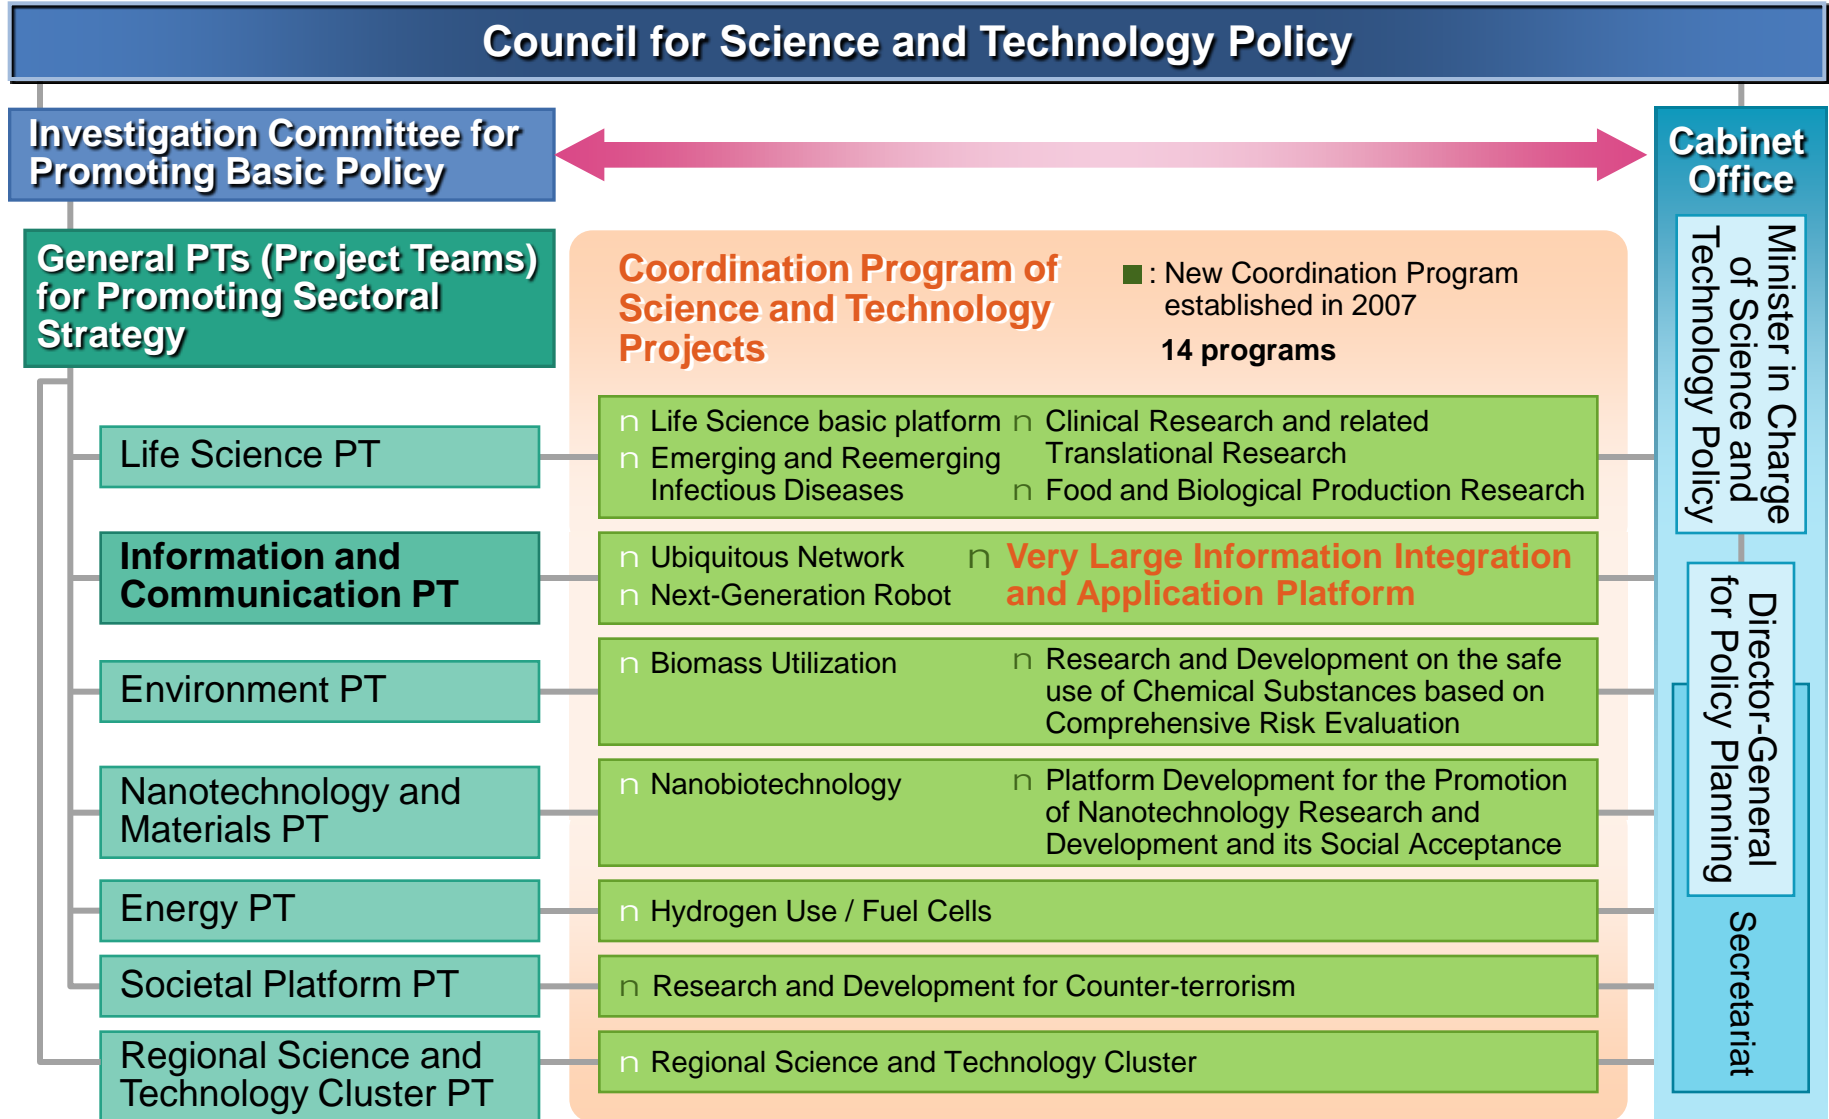 Council for Science and Technology Policy
Investigation Committee for
Promoting Basic Policy
Cabinet
Office
General PTs (Project Teams)
for Promoting Sectoral
Strategy
Coordination Program of
Science and Technology
Projects
■ : New Coordination Program
established in 2007
14 programs
Minister in Charge
of Science and
Technology Policy
Life Science PT
n Life Science basic platform
n Emerging and Reemerging
Infectious Diseases
n Clinical Research and related
Translational Research
n Food and Biological Production Research
Information and
Communication PT
n Ubiquitous Network
n Next-Generation Robot
n Very Large Information Integration
and Application Platform
Director-General
for Policy Planning
Environment PT
n Biomass Utilization
n Research and Development on the safe
use of Chemical Substances based on
Comprehensive Risk Evaluation
Nanotechnology and
Materials PT
n Nanobiotechnology
n Platform Development for the Promotion
of Nanotechnology Research and
Development and its Social Acceptance
Energy PT
n Hydrogen Use / Fuel Cells
Secretariat
Societal Platform PT
n Research and Development for Counter-terrorism
Regional Science and
Technology Cluster PT
n Regional Science and Technology Cluster